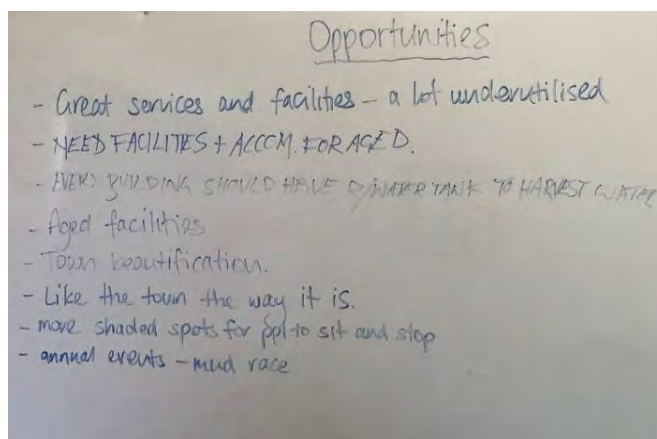 Opportunities
- Great services and facilities - a lot underutilised
- NEED FACILITIES + ACCOM. FOR AGED.
- EVERY BUILDING SHOULD HAVE D/WATER TANK TO HARVEST WATER
- Aged facilities
- Town beautification.
- Like the town the way it is.
- more shaded spots for ppl to sit and stop
- annual events - mud race